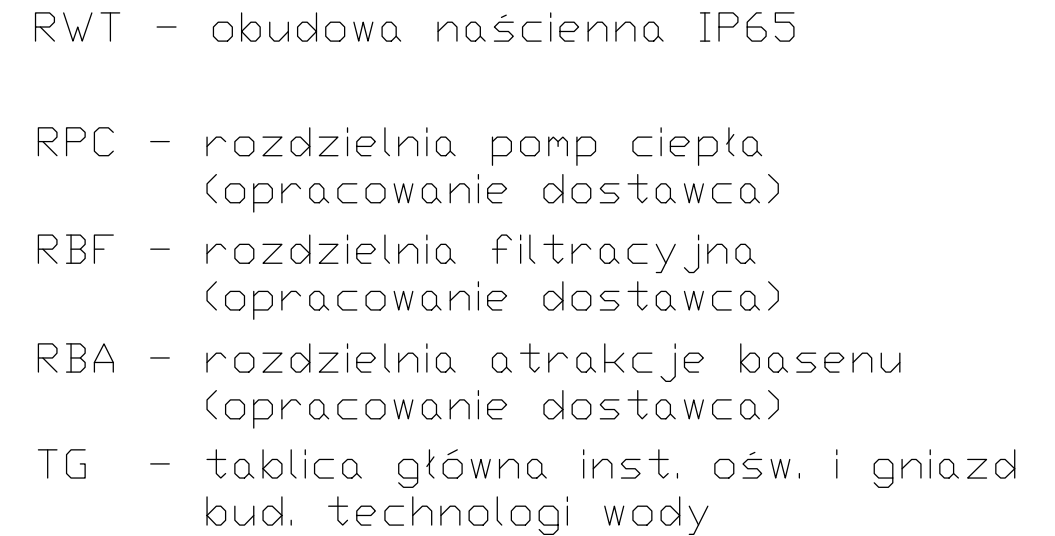 RWT - obudowa naścienna IP65
RPC - rozdzielnia pomp ciepła
(opracowanie dostawca)
RBF - rozdzielnia filtracyjna
(opracowanie dostawca)
RBA - rozdzielnia atrakcje basenu
(opracowanie dostawca)
TG - tablica główna inst. ośw. i gniazd
bud. technologi wody